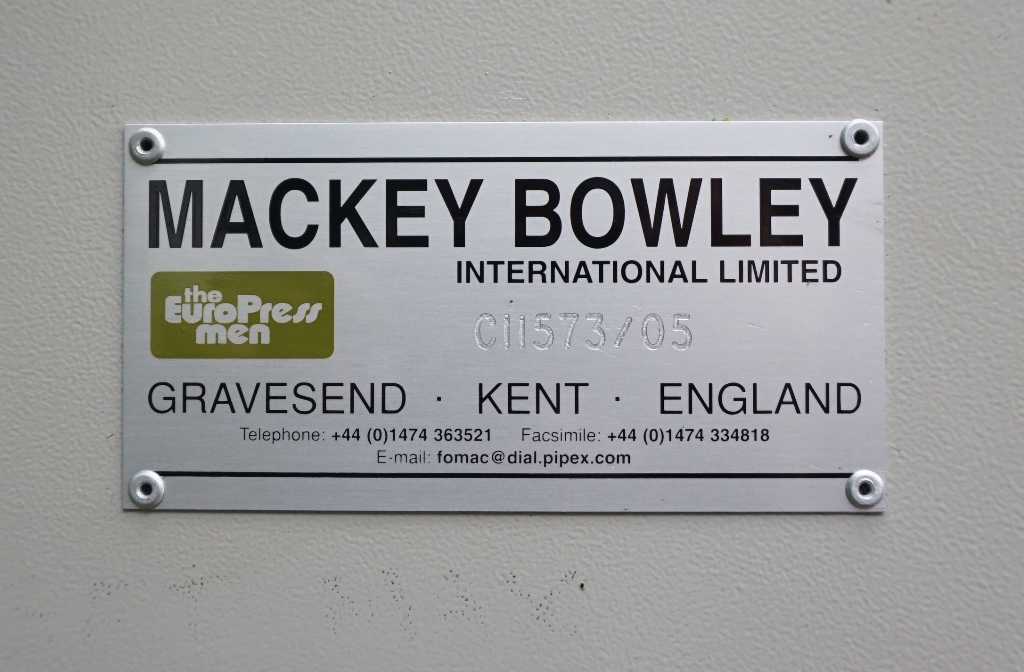 MACKEY BOWLEY
INTERNATIONAL LIMITED
the
EuroPress
men
C11573/05
GRAVESEND · KENT · ENGLAND
Telephone: +44 (0)1474 363521 Facsimile: +44 (0)1474 334818
E-mail: fomac@dial.pipex.com